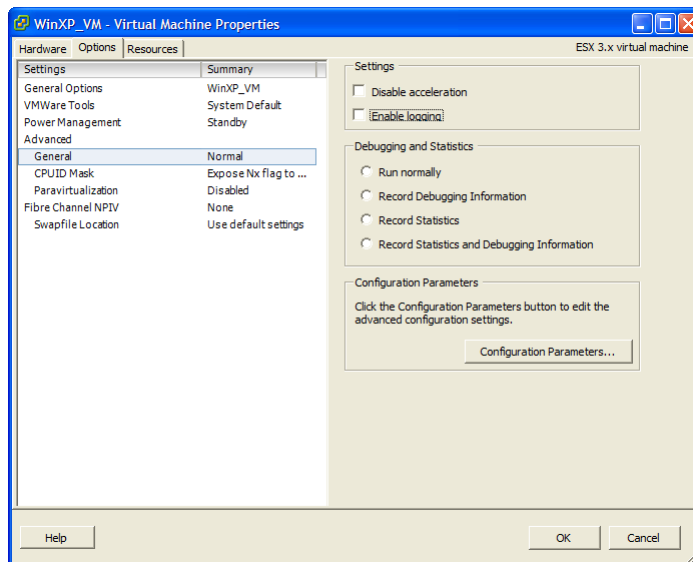 WinXP_VM - Virtual Machine Properties
Hardware Options Resources ESX 3.x virtual machine
Settings Summary
General Options WinXP_VM
VMWare Tools System Default
Power Management Standby
Advanced
General Normal
CPUID Mask Expose Nx flag to ...
Paravirtualization Disabled
Fibre Channel NPIV None
Swapfile Location Use default settings
Settings
Disable acceleration
Enable logging
Debugging and Statistics
Run normally
Record Debugging Information
Record Statistics
Record Statistics and Debugging Information
Configuration Parameters
Click the Configuration Parameters button to edit the
advanced configuration settings.
Configuration Parameters...
Help OK Cancel